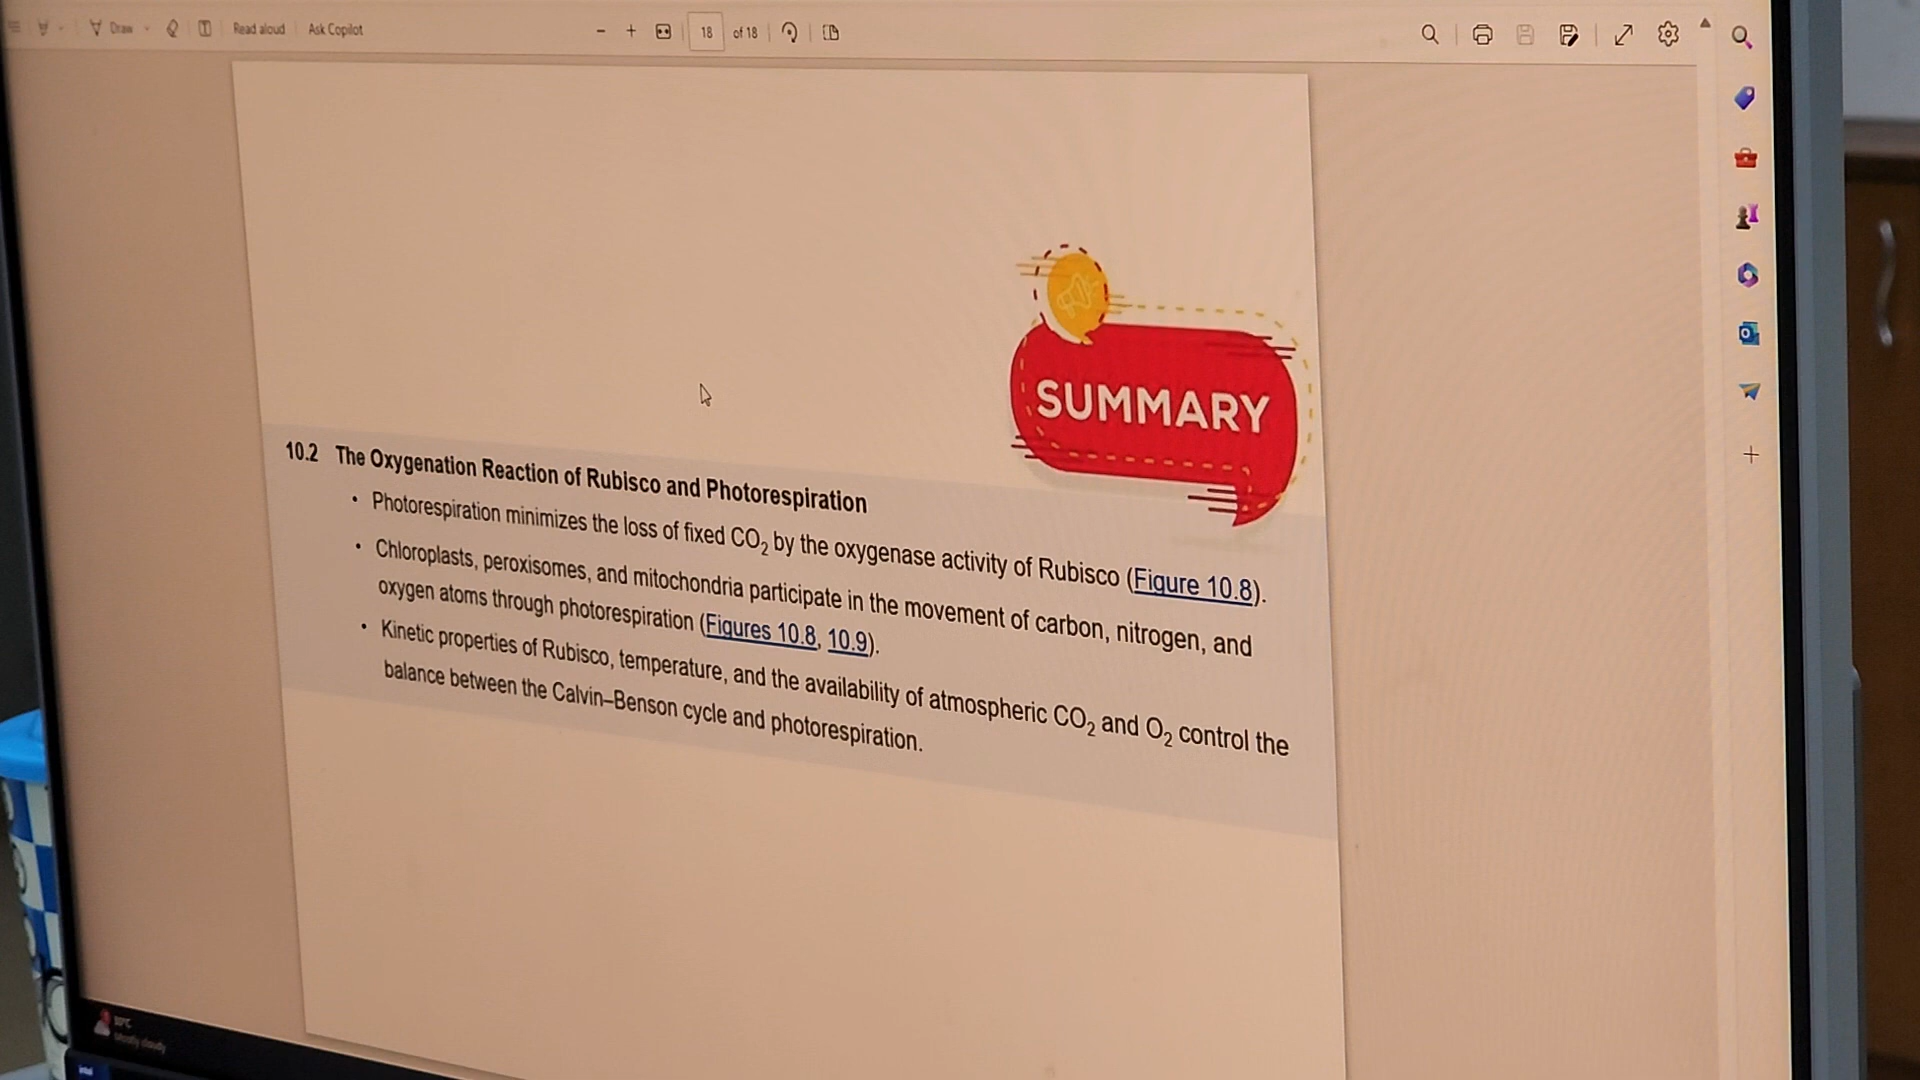 Draw
Read aloud
Ask Copilot
18 of 18
SUMMARY
10.2 The Oxygenation Reaction of Rubisco and Photorespiration
• Photorespiration minimizes the loss of fixed CO₂ by the oxygenase activity of Rubisco (Figure 10.8).
• Chloroplasts, peroxisomes, and mitochondria participate in the movement of carbon, nitrogen, and
oxygen atoms through photorespiration (Figures 10.8, 10.9).
• Kinetic properties of Rubisco, temperature, and the availability of atmospheric CO₂ and O₂ control the
balance between the Calvin–Benson cycle and photorespiration.
Mostly cloudy
intel